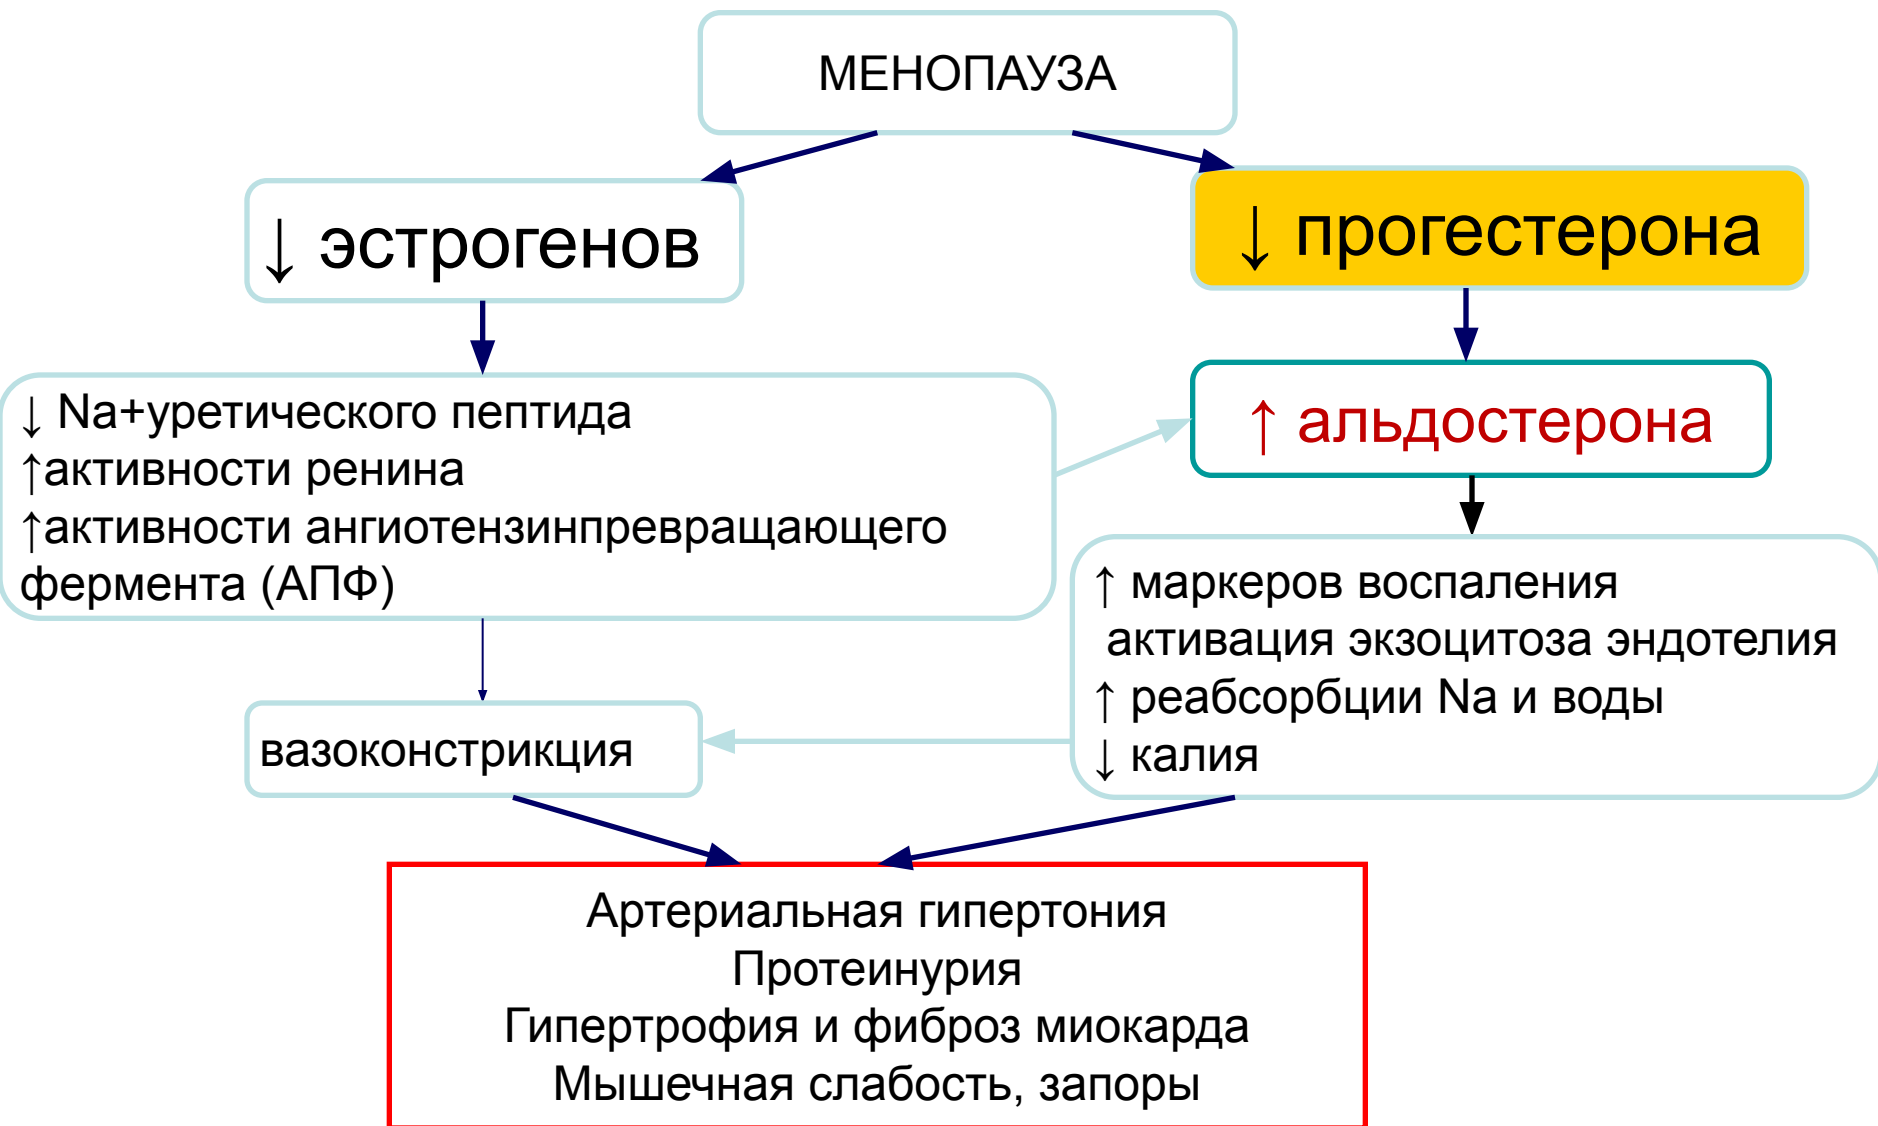 МЕНОПАУЗА
↓ эстрогенов
↓ прогестерона
↓ Na+уретического пептида
↑активности ренина
↑активности ангиотензинпревращающего
фермента (АПФ)
↑ альдостерона
↑ маркеров воспаления
активация экзоцитоза эндотелия
↑ реабсорбции Na и воды
↓ калия
вазоконстрикция
Артериальная гипертония
Протеинурия
Гипертрофия и фиброз миокарда
Мышечная слабость, запоры